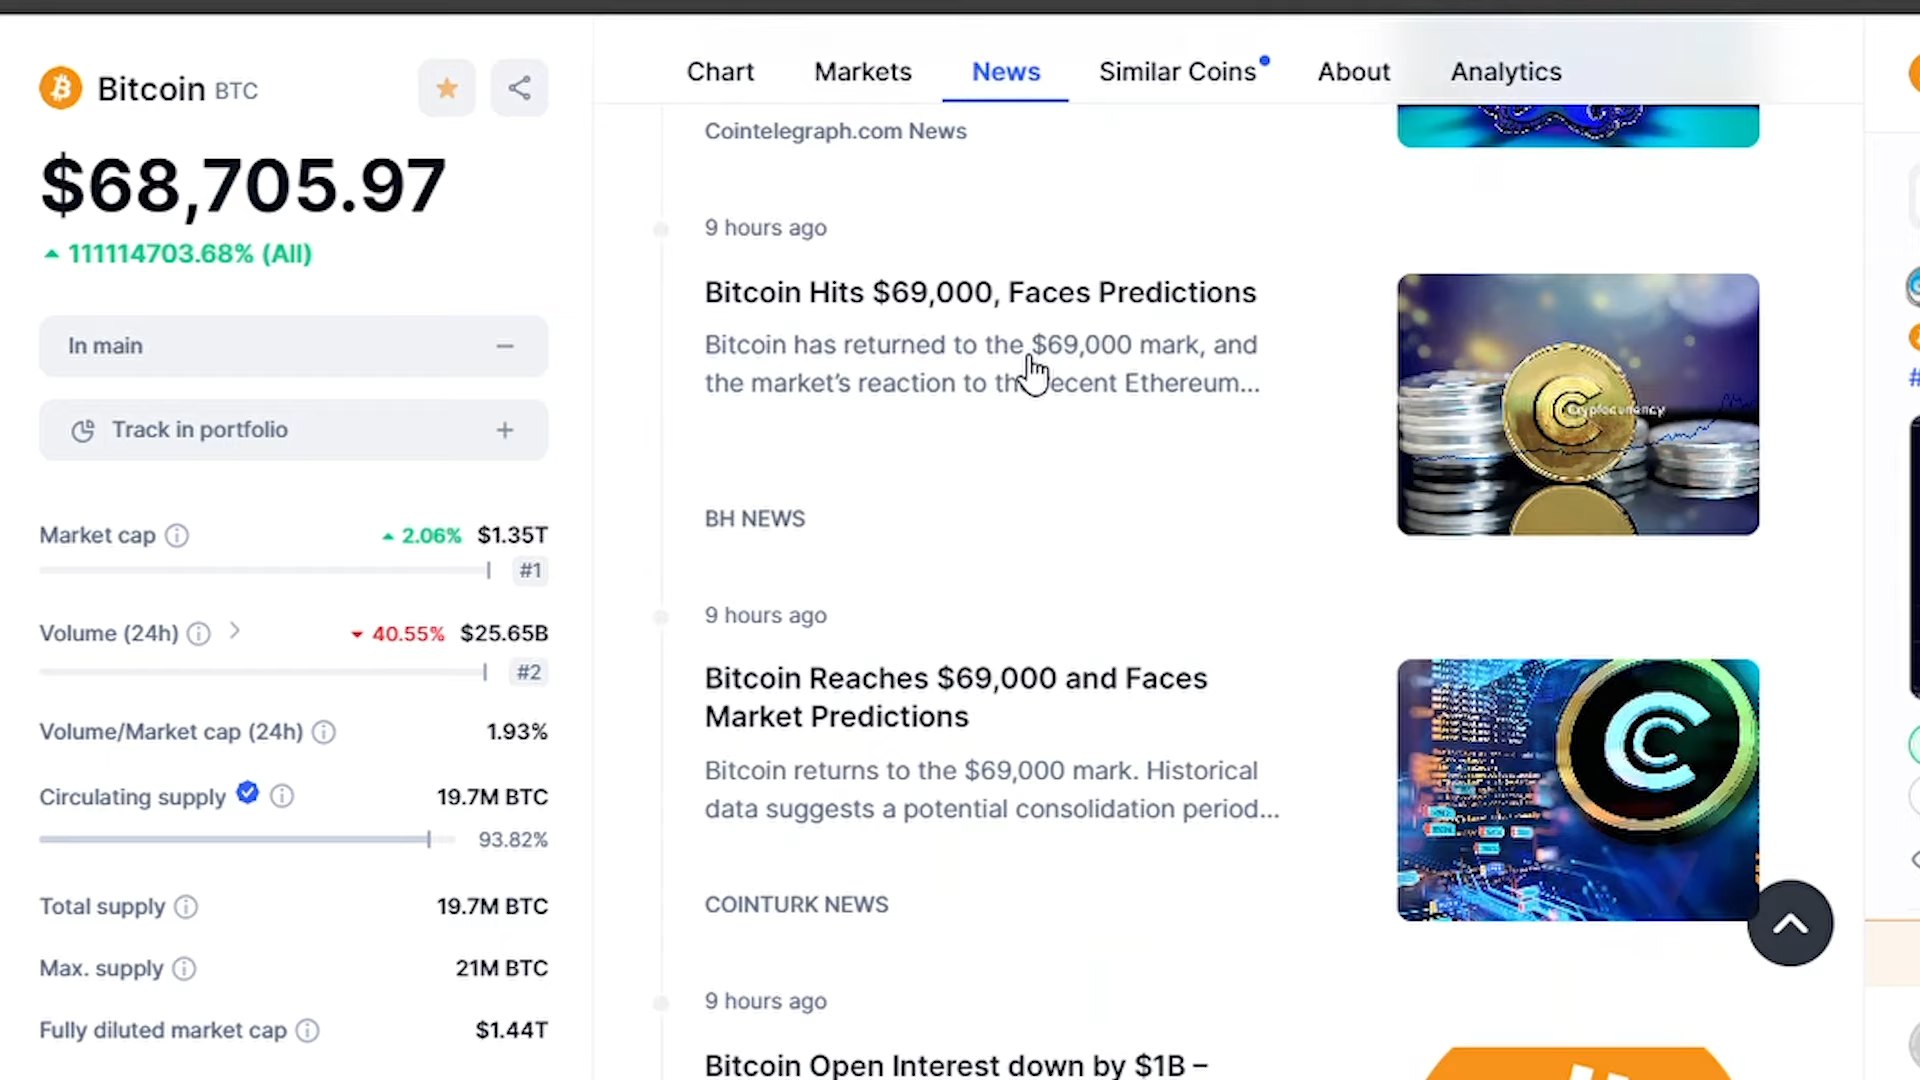 Bitcoin BTC
$68,705.97
111114703.68% (All)
In main
Track in portfolio
Market cap 2.06% $1.35T
#1
Volume (24h) 40.55% $25.65B
#2
Volume/Market cap (24h) 1.93%
Circulating supply 19.7M BTC
93.82%
Total supply 19.7M BTC
Max. supply 21M BTC
Fully diluted market cap $1.44T
Chart Markets News Similar Coins About Analytics
Cointelegraph.com News
9 hours ago
Bitcoin Hits $69,000, Faces Predictions
Bitcoin has returned to the $69,000 mark, and
the market’s reaction to ecent Ethereum...
Cryptocurrency
BH NEWS
9 hours ago
Bitcoin Reaches $69,000 and Faces
Market Predictions
Bitcoin returns to the $69,000 mark. Historical
data suggests a potential consolidation period...
COINTURK NEWS
9 hours ago
Bitcoin Open Interest down by $1B –
#